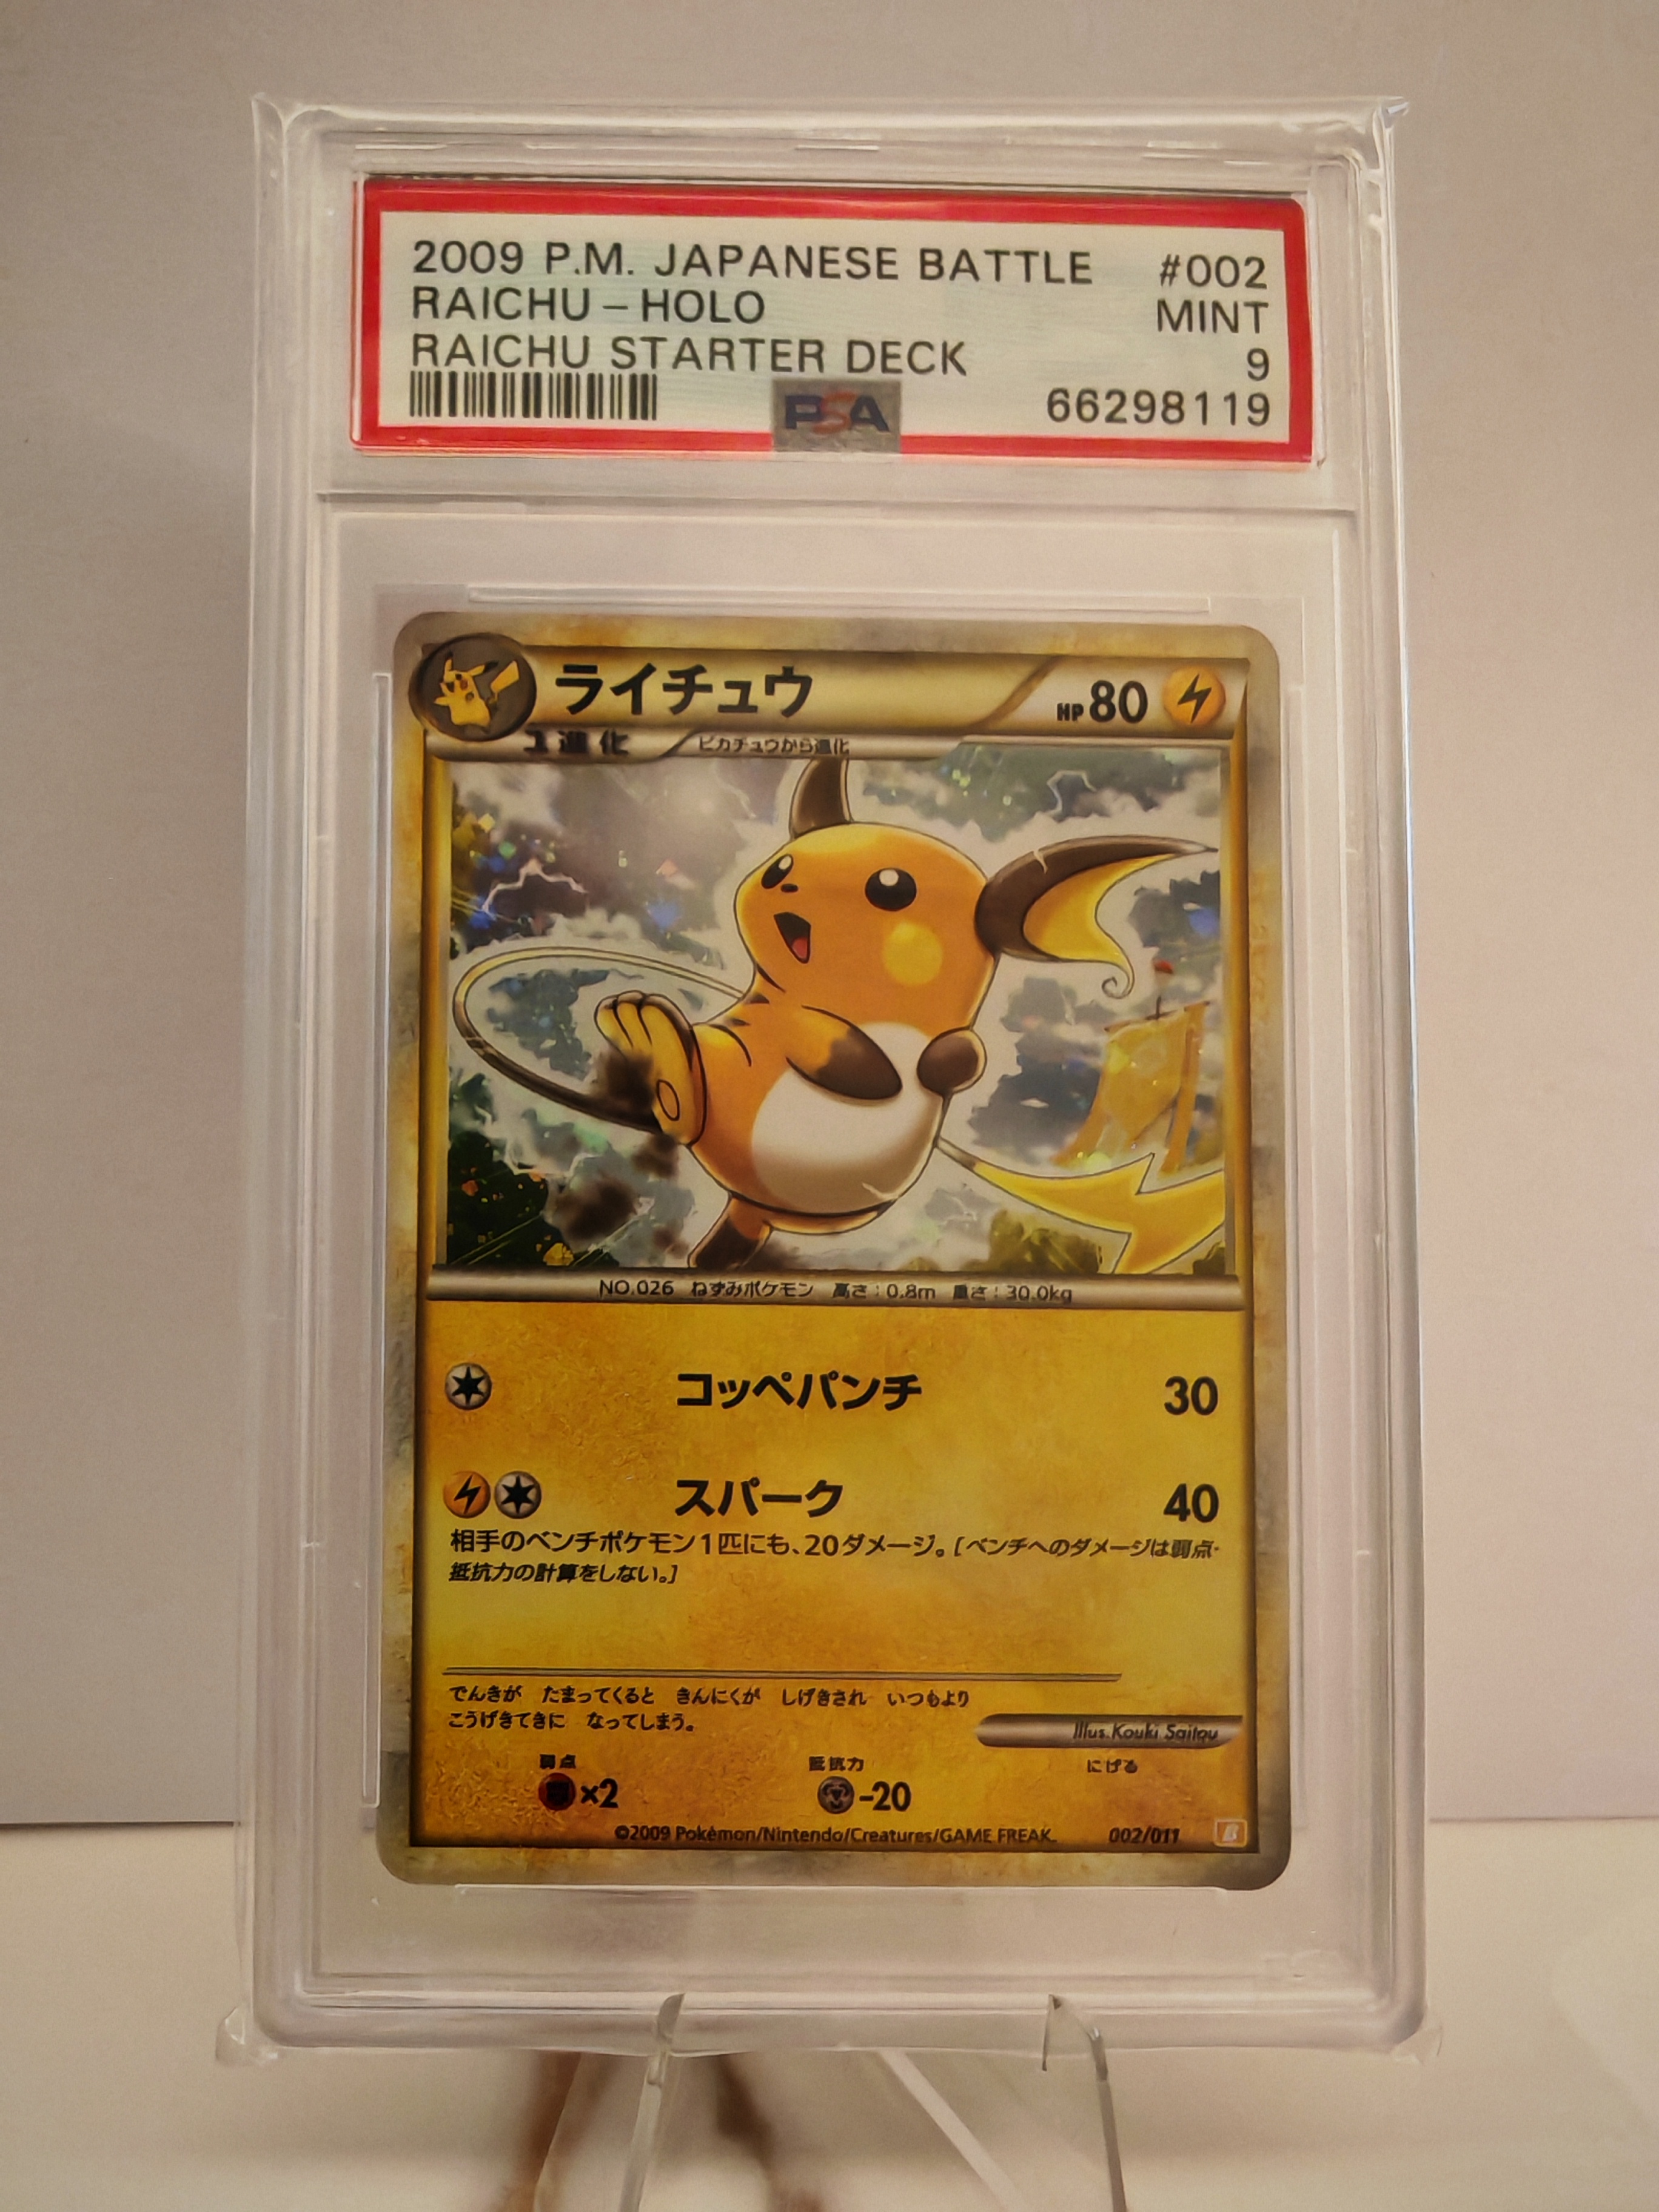 2009 P.M. JAPANESE BATTLE #002
RAICHU - HOLO MINT
RAICHU STARTER DECK 9
PSA 66298119
ライチュウ HP80
1進化 ピカチュウから進化
NO.026 ねずみポケモン 高さ:0.8m 重さ:30.0kg
コッペパンチ 30
スパーク 40
相手のベンチポケモン1匹にも、20ダメージ。[ベンチへのダメージは弱点・
抵抗力の計算をしない。]
でんきが たまってくると きんにくが しげきされ いつもより
こうげきてきに なってしまう。
Illus.Kouki Saitou
弱点 抵抗力 にげる
×2 -20
©2009 Pokémon/Nintendo/Creatures/GAME FREAK. 002/011 B